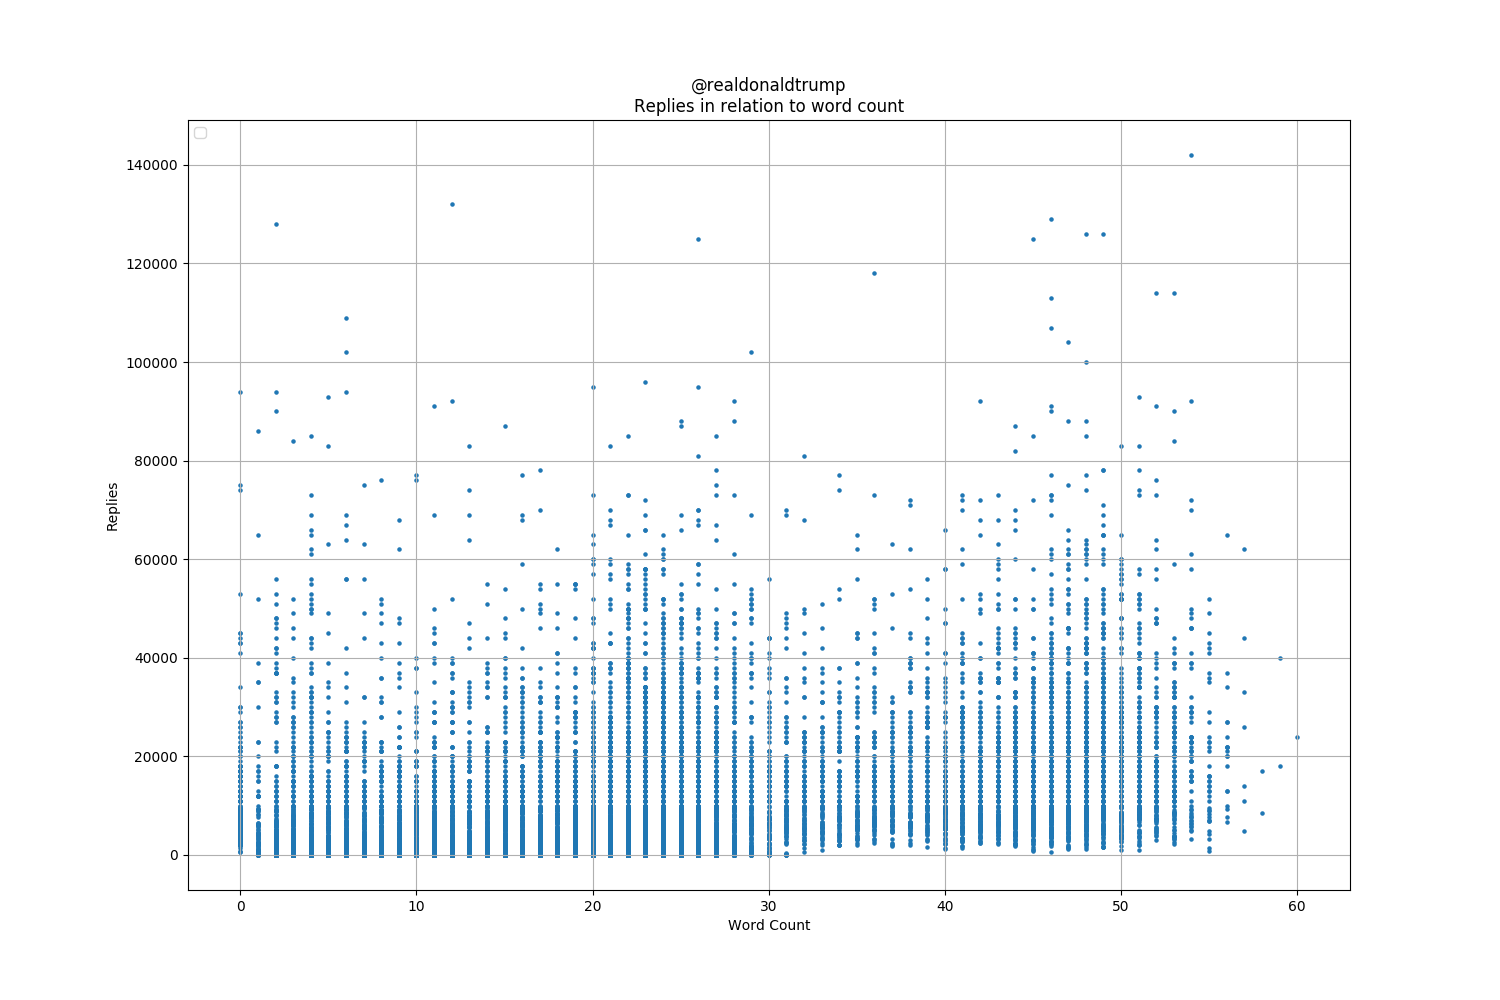 @realdonaldtrump
Replies in relation to word count
140000
120000
100000
80000
60000
40000
20000
0
Replies
0 10 20 30 40 50 60
Word Count